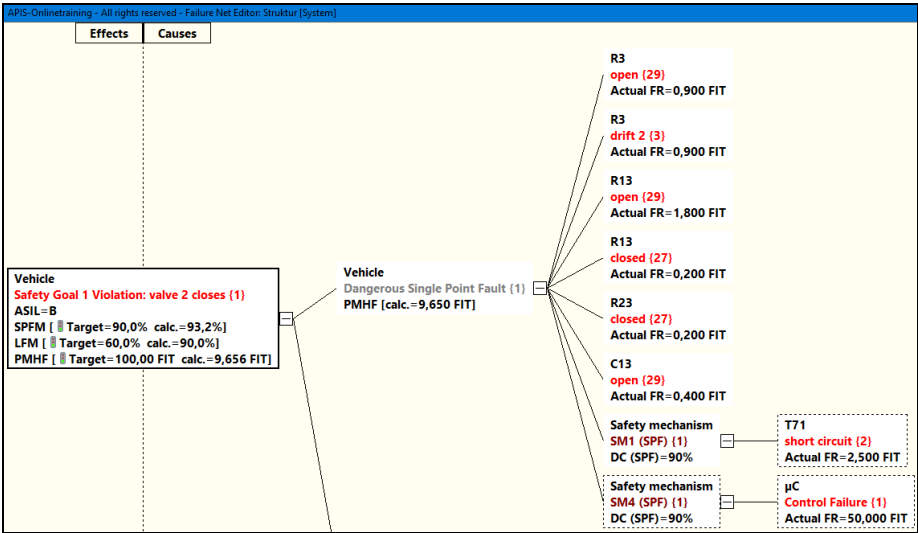 APIS-Onlinetraining - All rights reserved - Failure Net Editor: Struktur [System]
Effects Causes
Vehicle
Safety Goal 1 Violation: valve 2 closes {1}
ASIL=B
SPFM [ Target=90,0% calc.=93,2%]
LFM [ Target=60,0% calc.=90,0%]
PMHF [ Target=100,00 FIT calc.=9,656 FIT]
Vehicle
Dangerous Single Point Fault {1}
PMHF [calc.=9,650 FIT]
R3
open {29}
Actual FR=0,900 FIT
R3
drift 2 {3}
Actual FR=0,900 FIT
R13
open {29}
Actual FR=1,800 FIT
R13
closed {27}
Actual FR=0,200 FIT
R23
closed {27}
Actual FR=0,200 FIT
C13
open {29}
Actual FR=0,400 FIT
Safety mechanism
SM1 (SPF) {1}
DC (SPF)=90%
T71
short circuit {2}
Actual FR=2,500 FIT
Safety mechanism
SM4 (SPF) {1}
DC (SPF)=90%
µC
Control Failure {1}
Actual FR=50,000 FIT